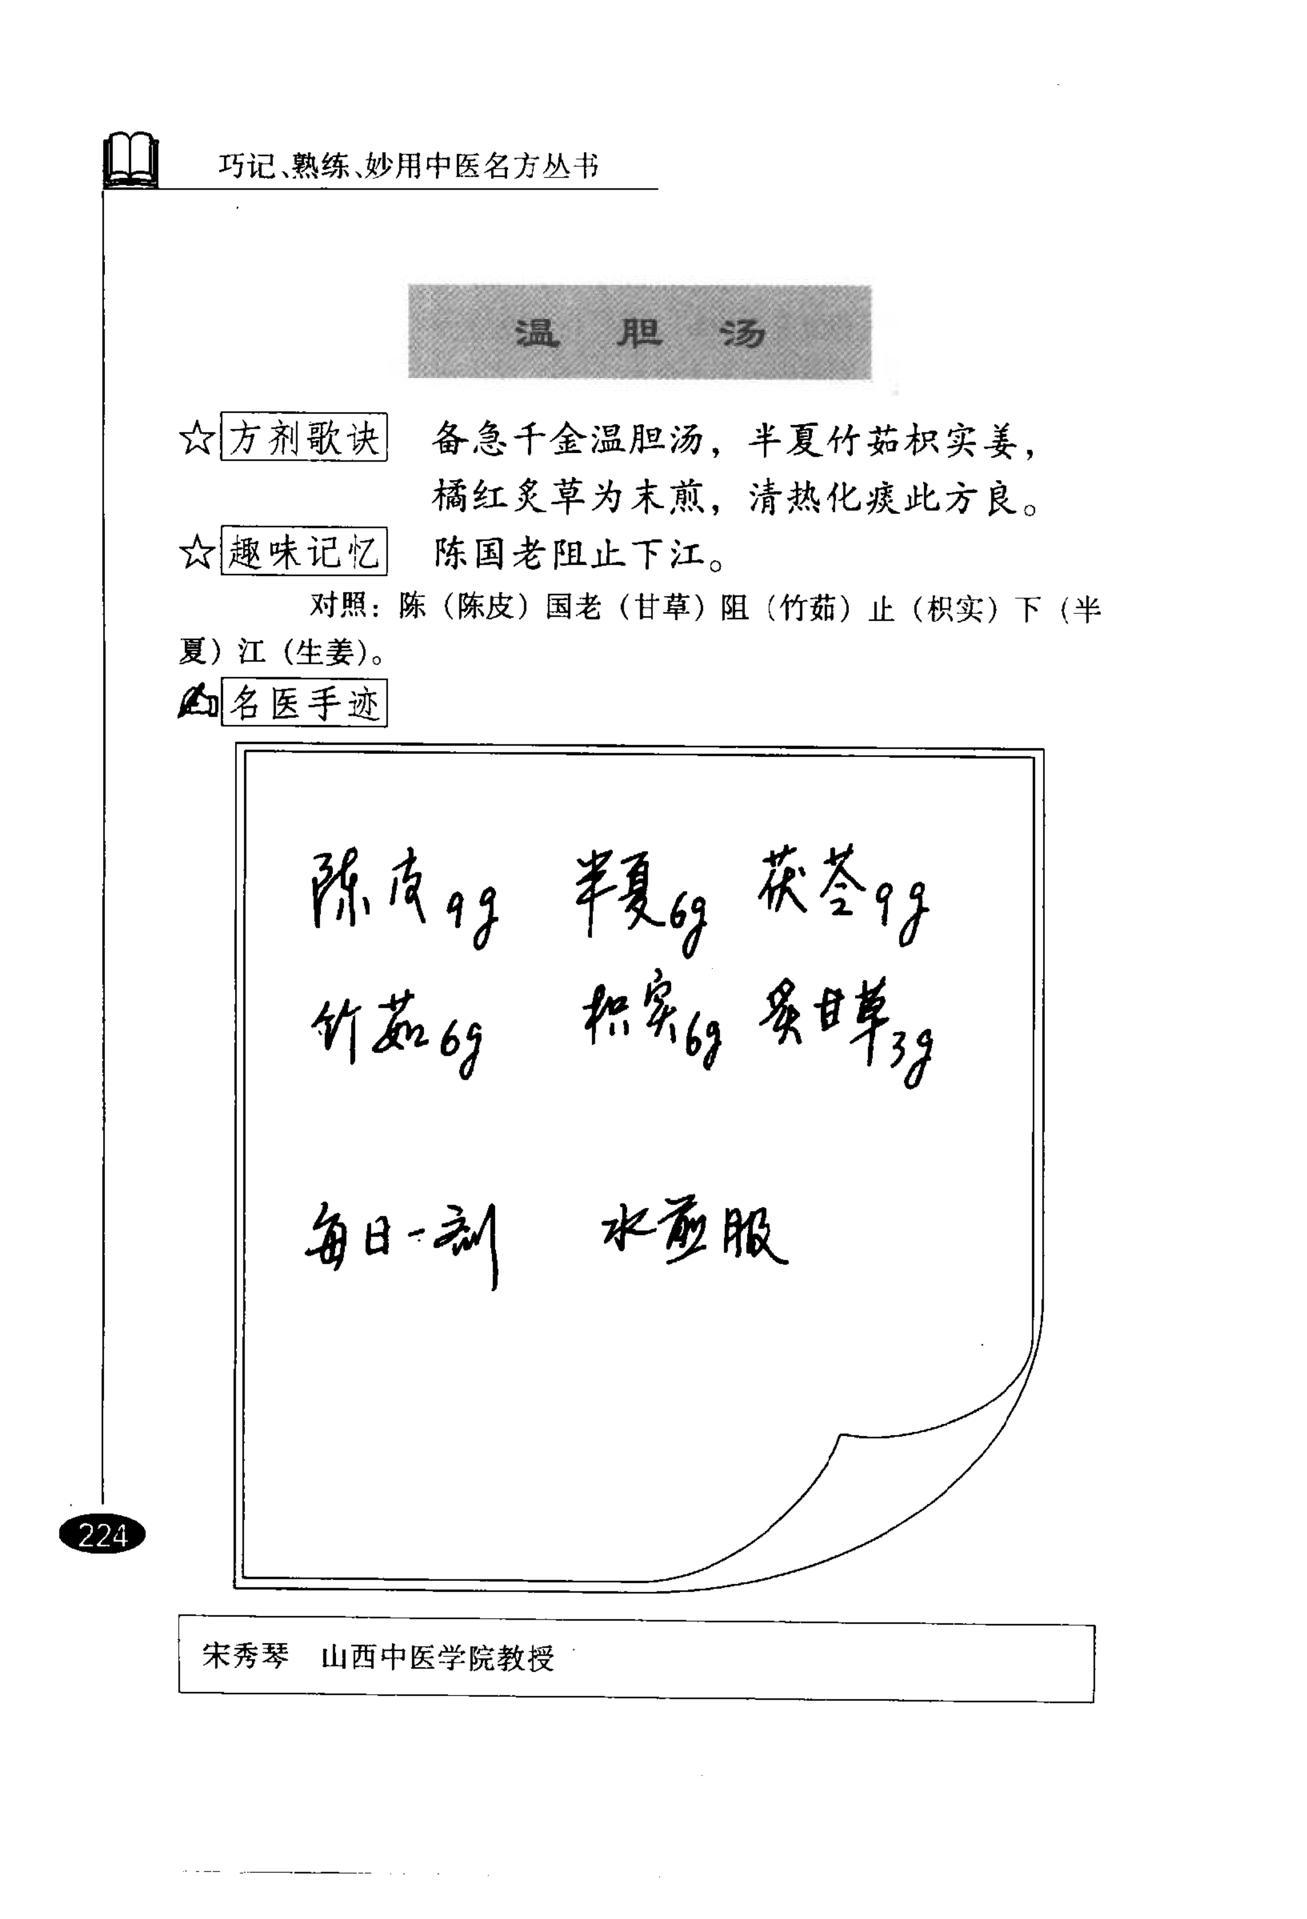 巧记、熟练、妙用中医名方丛书
温胆汤
☆方剂歌诀 备急千金温胆汤，半夏竹茹枳实姜，
橘红炙草为末煎，清热化痰此方良。
☆趣味记忆 陈国老阻止下江。
对照：陈（陈皮）国老（甘草）阻（竹茹）止（枳实）下（半
夏）江（生姜）。
名医手迹
陈皮9g 半夏6g 茯苓9g
竹茹6g 枳实6g 炙甘草3g
每日一剂 水煎服
224
宋秀琴 山西中医学院教授